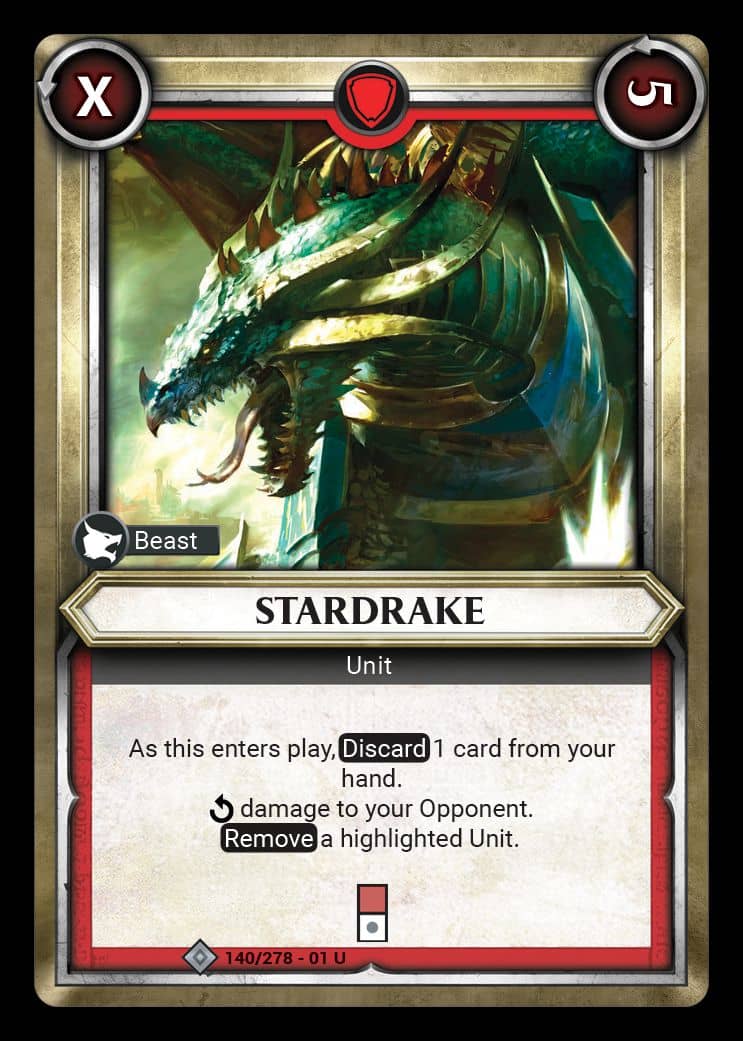 X
5
Beast
STARDRAKE
Unit
As this enters play, Discard 1 card from your
hand.
damage to your Opponent.
Remove a highlighted Unit.
140/278 - 01 U